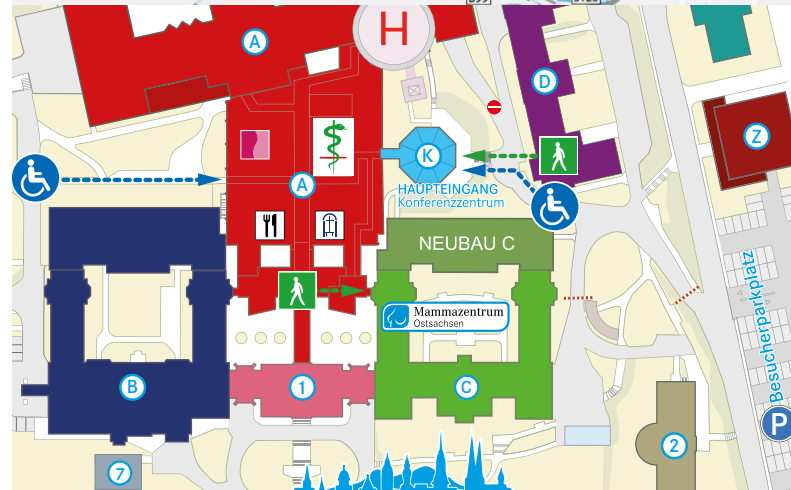 H
A
D
Z
K
A
HAUPTEINGANG
Konferenzzentrum
NEUBAU C
Mammazentrum
Ostsachsen
Besucherparkplatz
B
1
C
P
2
7